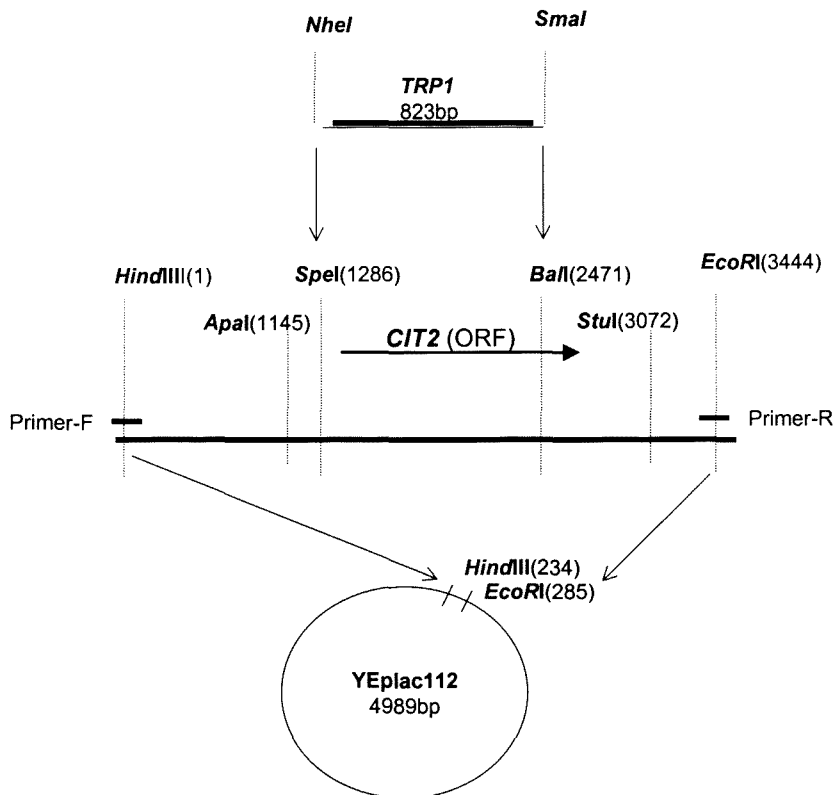 NheI
SmaI
TRP1
823bp
HindIIII(1)
SpeI(1286)
BalI(2471)
EcoRI(3444)
ApaI(1145)
CIT2 (ORF)
StuI(3072)
Primer-F
Primer-R
HindIII(234)
EcoRI(285)
YEplac112
4989bp